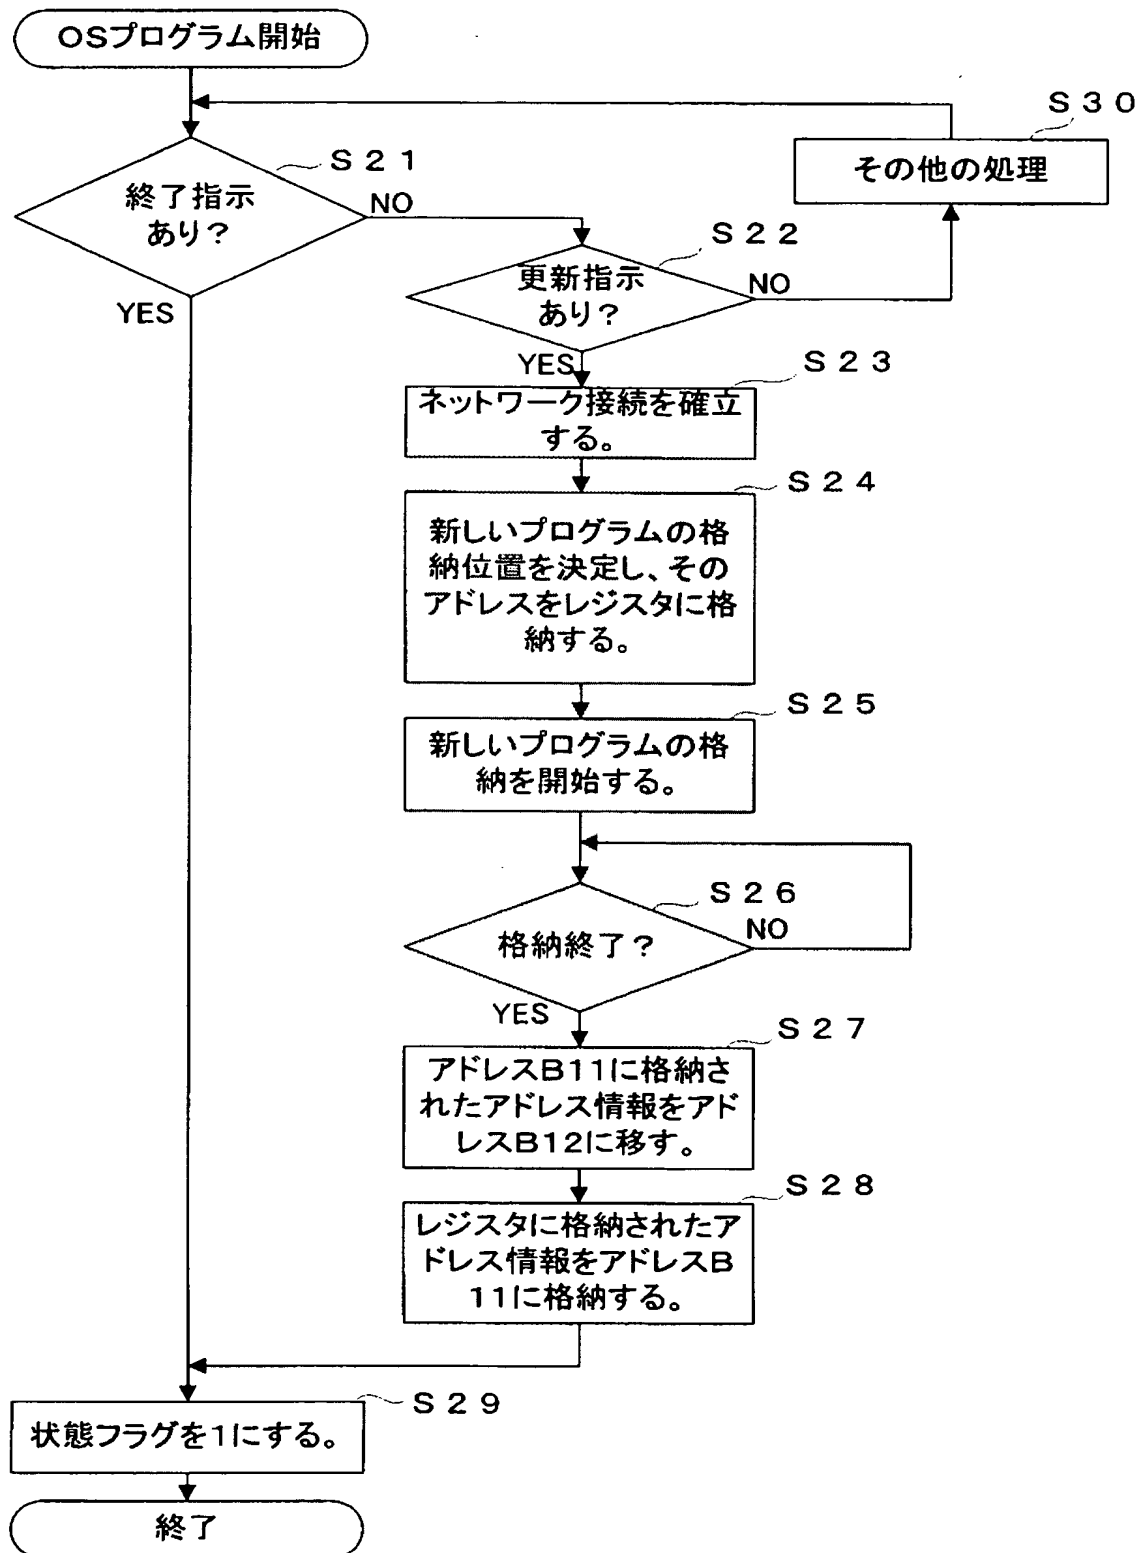 OSプログラム開始
S30
その他の処理
S21
終了指示
あり?
NO
YES
S22
更新指示
あり?
NO
YES
S23
ネットワーク接続を確立
する。
S24
新しいプログラムの格
納位置を決定し、その
アドレスをレジスタに格
納する。
S25
新しいプログラムの格
納を開始する。
S26
格納終了?
NO
YES
S27
アドレスB11に格納さ
れたアドレス情報をアド
レスB12に移す。
S28
レジスタに格納されたア
ドレス情報をアドレスB
11に格納する。
S29
状態フラグを1にする。
終了